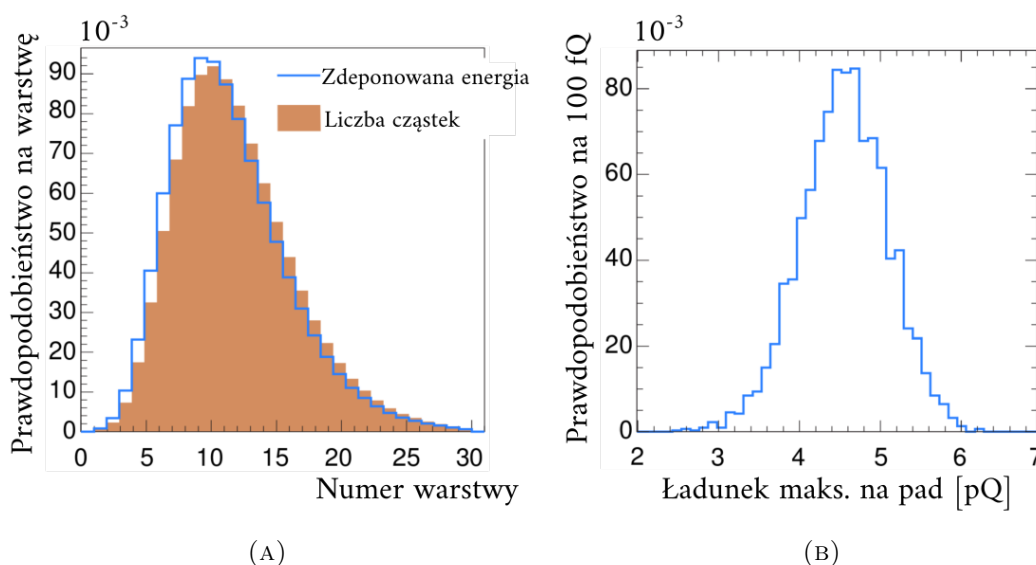 10⁻³
Prawdopodobieństwo na warstwę
90
80
70
60
50
40
30
20
10
0
0 5 10 15 20 25 30
Zdeponowana energia
Liczba cząstek
Numer warstwy
(A)
10⁻³
Prawdopodobieństwo na 100 fQ
80
60
40
20
0
2 3 4 5 6 7
Ładunek maks. na pad [pQ]
(B)